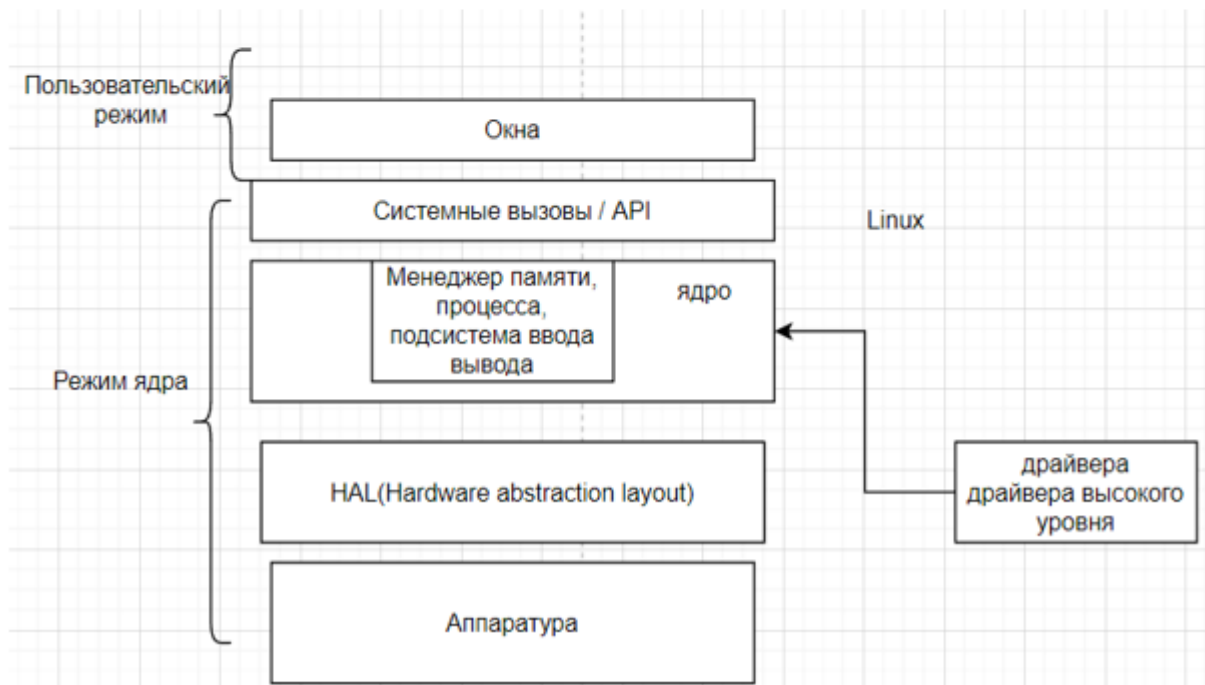 Пользовательский
режим
Окна
Системные вызовы / API
Linux
Менеджер памяти,
процесса,
подсистема ввода
вывода
ядро
Режим ядра
HAL(Hardware abstraction layout)
драйвера
драйвера высокого
уровня
Аппаратура